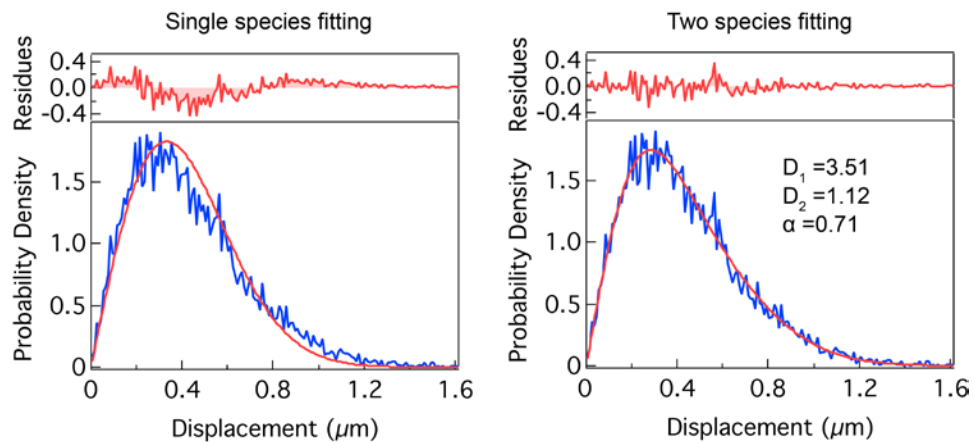 Single species fitting
Residues
0.4
0.0
-0.4
Probability Density
1.5
1.0
0.5
0
0 0.4 0.8 1.2 1.6
Displacement (µm)
Two species fitting
Residues
0.4
0.0
-0.4
Probability Density
1.5
1.0
0.5
0
D₁ =3.51
D₂ =1.12
α =0.71
0 0.4 0.8 1.2 1.6
Displacement (µm)